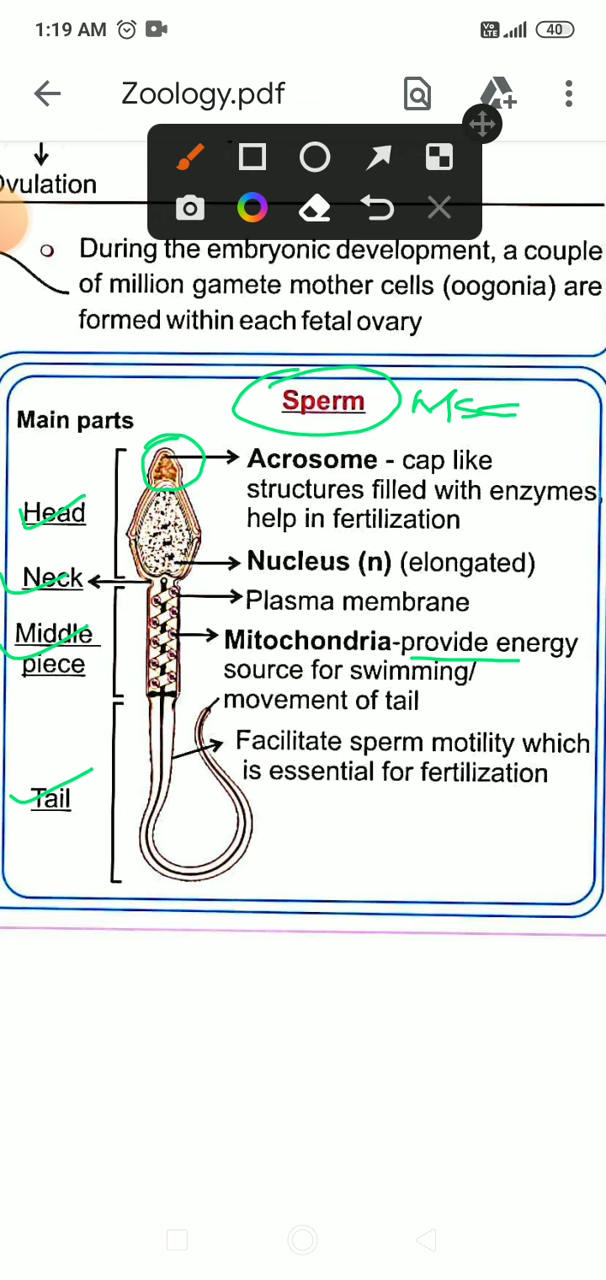 1:19 AM
Vo LTE 40
Zoology.pdf
Ovulation
During the embryonic development, a couple
of million gamete mother cells (oogonia) are
formed within each fetal ovary
Sperm
Main parts
Acrosome - cap like
structures filled with enzymes,
help in fertilization
Head
Nucleus (n) (elongated)
Neck
Plasma membrane
Middle
piece
Mitochondria-provide energy
source for swimming/
movement of tail
Facilitate sperm motility which
is essential for fertilization
Tail